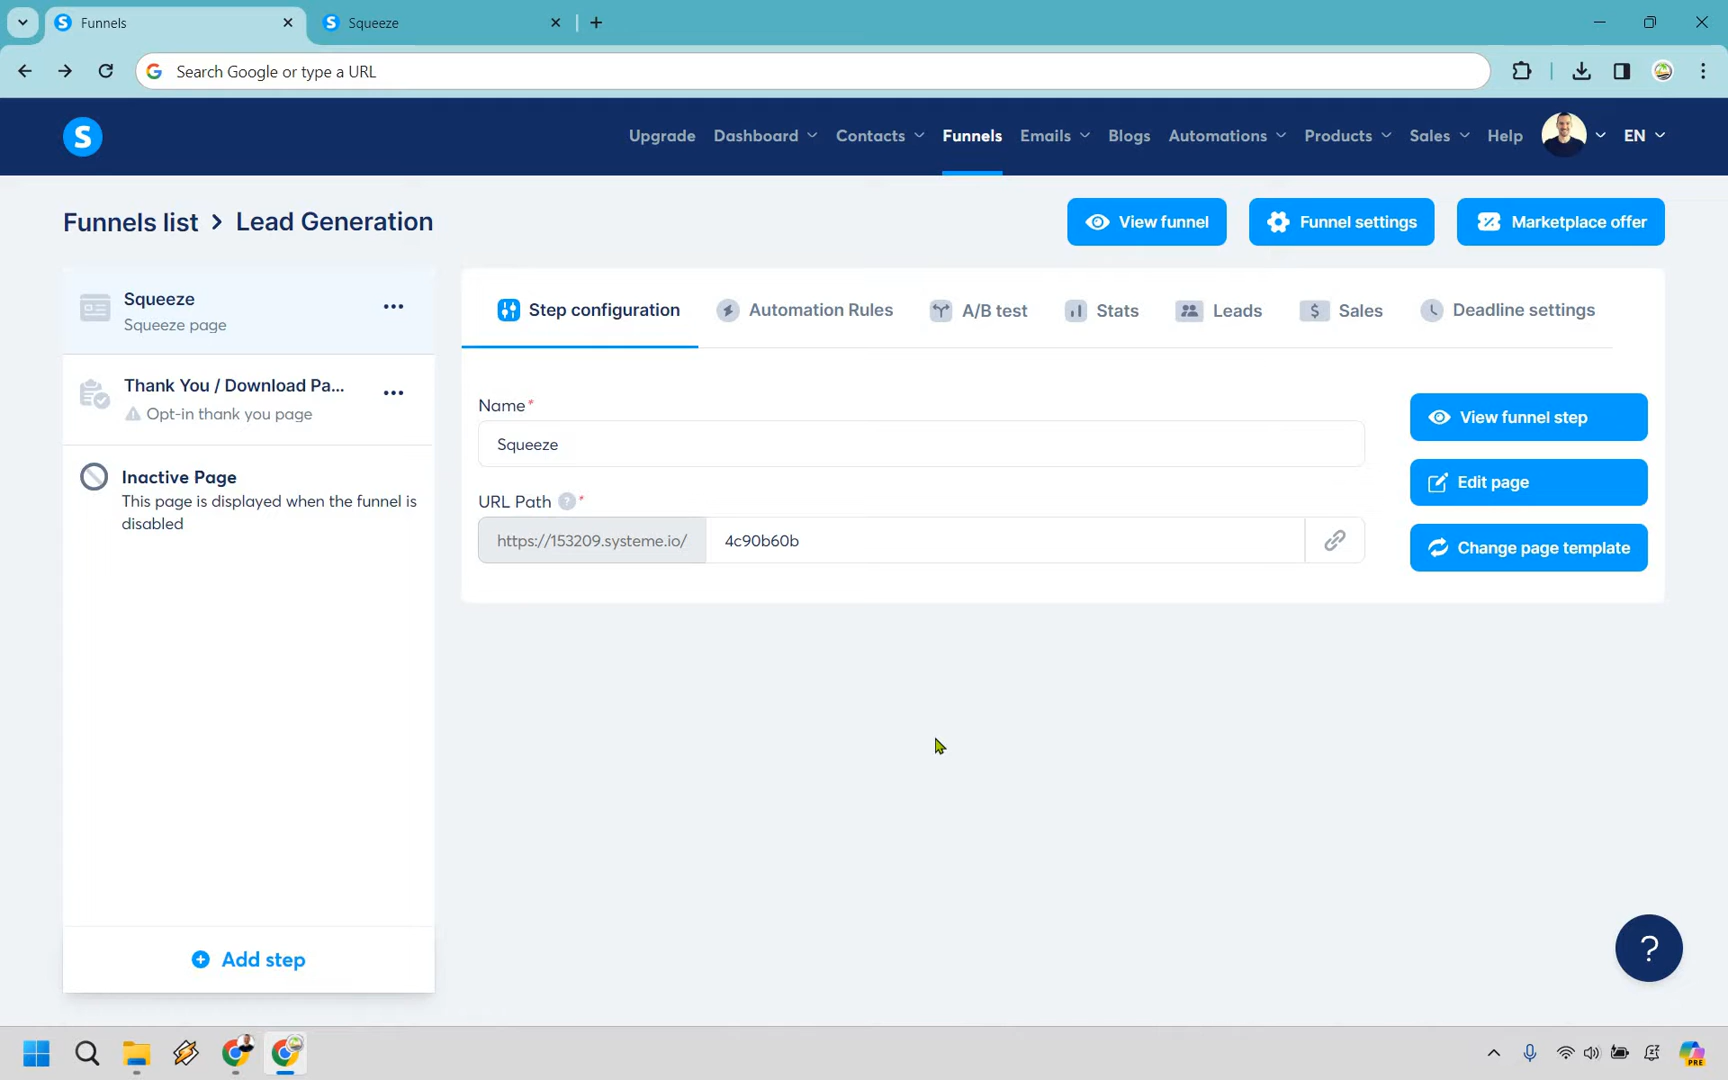 Funnels
Squeeze
Search Google or type a URL
S
Upgrade Dashboard Contacts Funnels Emails Blogs Automations Products Sales Help EN
Funnels list > Lead Generation
View funnel
Funnel settings
Marketplace offer
Squeeze
Squeeze page
Thank You / Download Pa...
Opt-in thank you page
Inactive Page
This page is displayed when the funnel is
disabled
Add step
Step configuration
Automation Rules
A/B test
Stats
Leads
Sales
Deadline settings
Name*
Squeeze
URL Path ? *
https://153209.systeme.io/ 4c90b60b
View funnel step
Edit page
Change page template
?
PRE